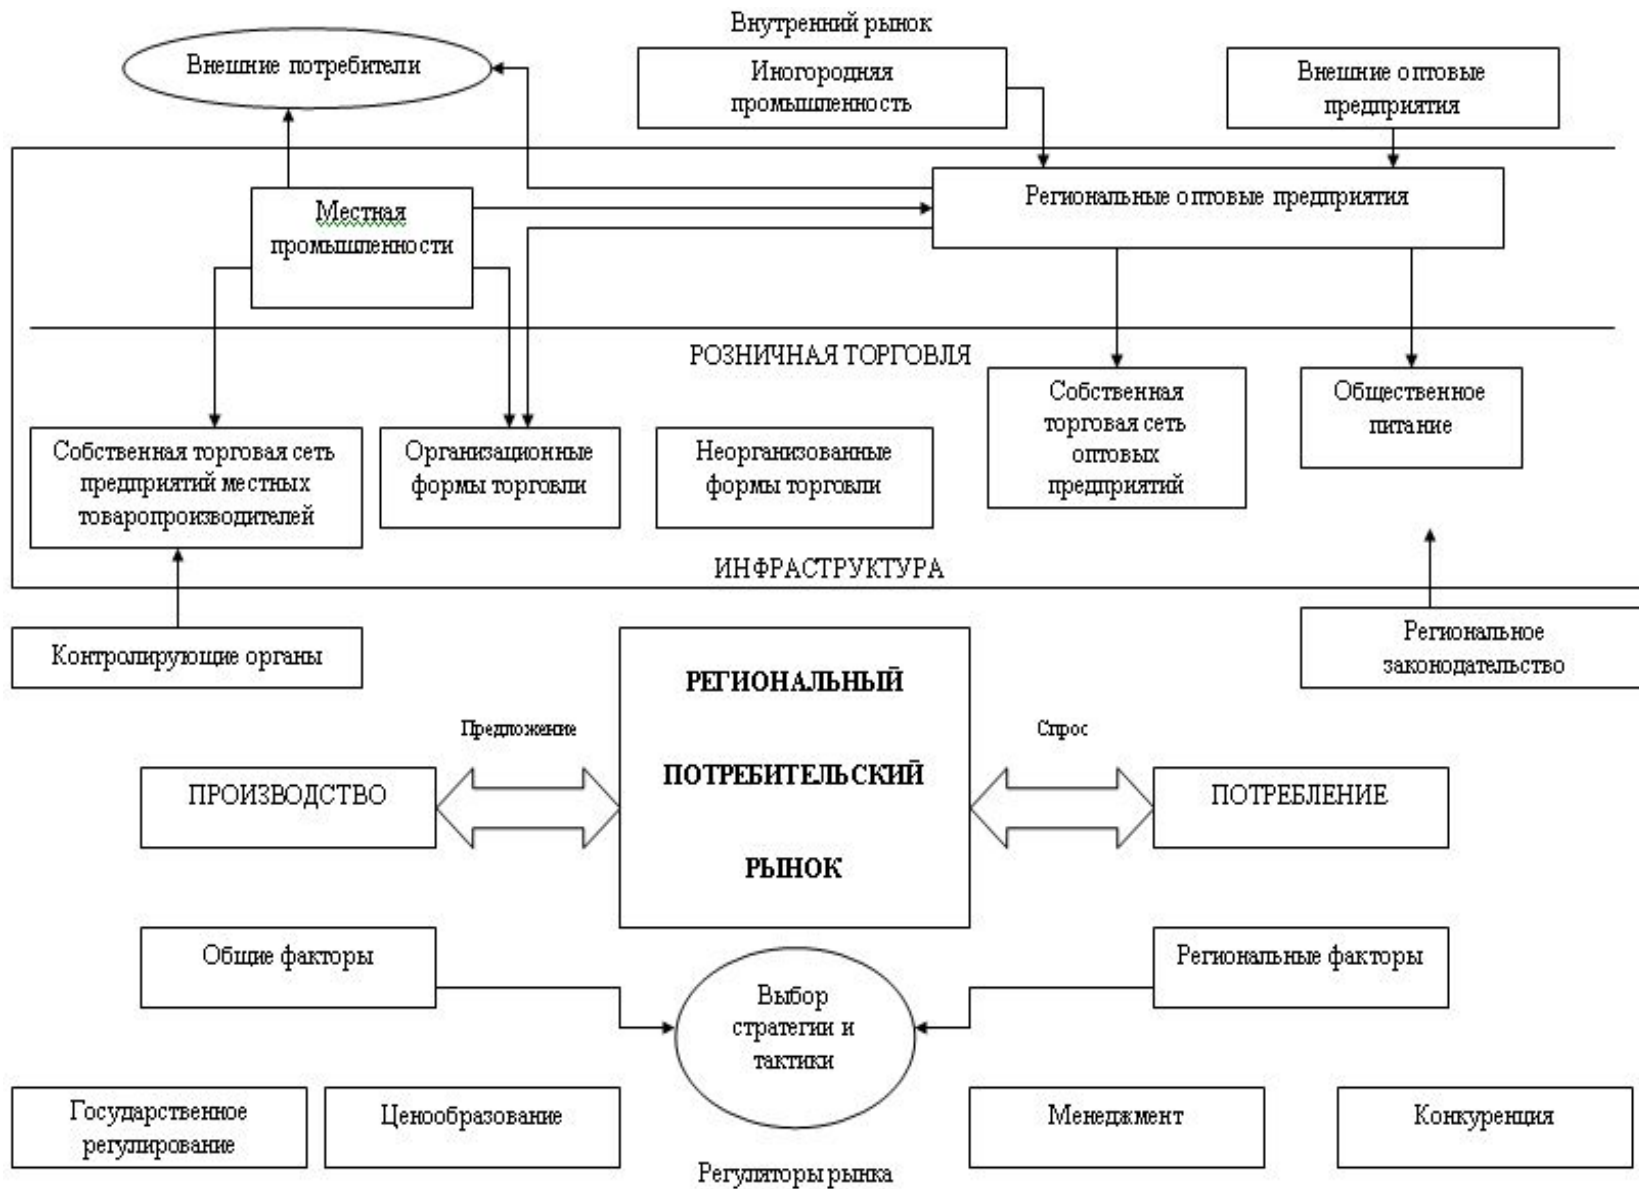 Внутренний рынок
Внешние потребители
Иногородняя
промышленность
Внешние оптовые
предприятия
Местная
промышленности
Региональные оптовые предприятия
РОЗНИЧНАЯ ТОРГОВЛЯ
Собственная торговая сеть
предприятий местных
товаропроизводителей
Организационные
формы торговли
Неорганизованные
формы торговли
Собственная
торговая сеть
оптовых
предприятий
Общественное
питание
ИНФРАСТРУКТУРА
Контролирующие органы
Региональное
законодательство
РЕГИОНАЛЬНЫЙ
ПОТРЕБИТЕЛЬСКИЙ
РЫНОК
Предложение
Спрос
ПРОИЗВОДСТВО
ПОТРЕБЛЕНИЕ
Общие факторы
Региональные факторы
Выбор
стратегии и
тактики
Государственное
регулирование
Ценообразование
Менеджмент
Конкуренция
Регуляторы рынка